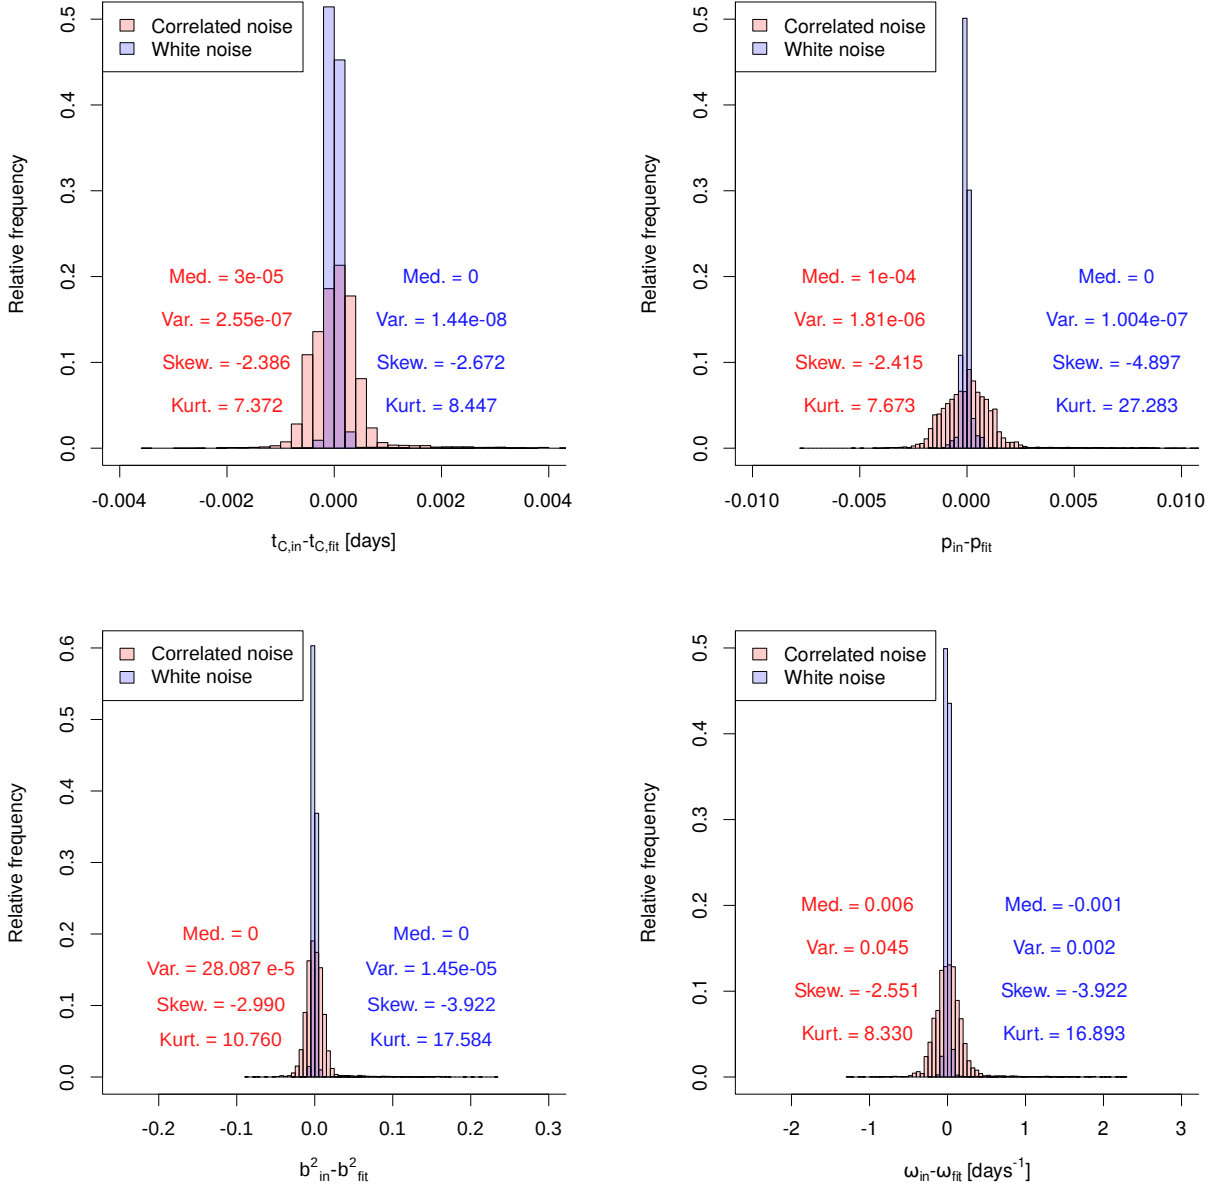 Correlated noise
White noise
Relative frequency
0.0
0.1
0.2
0.3
0.4
0.5
Med. = 3e-05
Var. = 2.55e-07
Skew. = -2.386
Kurt. = 7.372
Med. = 0
Var. = 1.44e-08
Skew. = -2.672
Kurt. = 8.447
-0.004 -0.002 0.000 0.002 0.004
t_C,in-t_C,fit [days]
Correlated noise
White noise
Relative frequency
0.0
0.1
0.2
0.3
0.4
0.5
Med. = 1e-04
Var. = 1.81e-06
Skew. = -2.415
Kurt. = 7.673
Med. = 0
Var. = 1.004e-07
Skew. = -4.897
Kurt. = 27.283
-0.010 -0.005 0.000 0.005 0.010
p_in-p_fit
Correlated noise
White noise
Relative frequency
0.0
0.1
0.2
0.3
0.4
0.5
0.6
Med. = 0
Var. = 28.087 e-5
Skew. = -2.990
Kurt. = 10.760
Med. = 0
Var. = 1.45e-05
Skew. = -3.922
Kurt. = 17.584
-0.2 -0.1 0.0 0.1 0.2 0.3
b²_in-b²_fit
Correlated noise
White noise
Relative frequency
0.0
0.1
0.2
0.3
0.4
0.5
Med. = 0.006
Var. = 0.045
Skew. = -2.551
Kurt. = 8.330
Med. = -0.001
Var. = 0.002
Skew. = -3.922
Kurt. = 16.893
-2 -1 0 1 2 3
ω_in-ω_fit [days⁻¹]